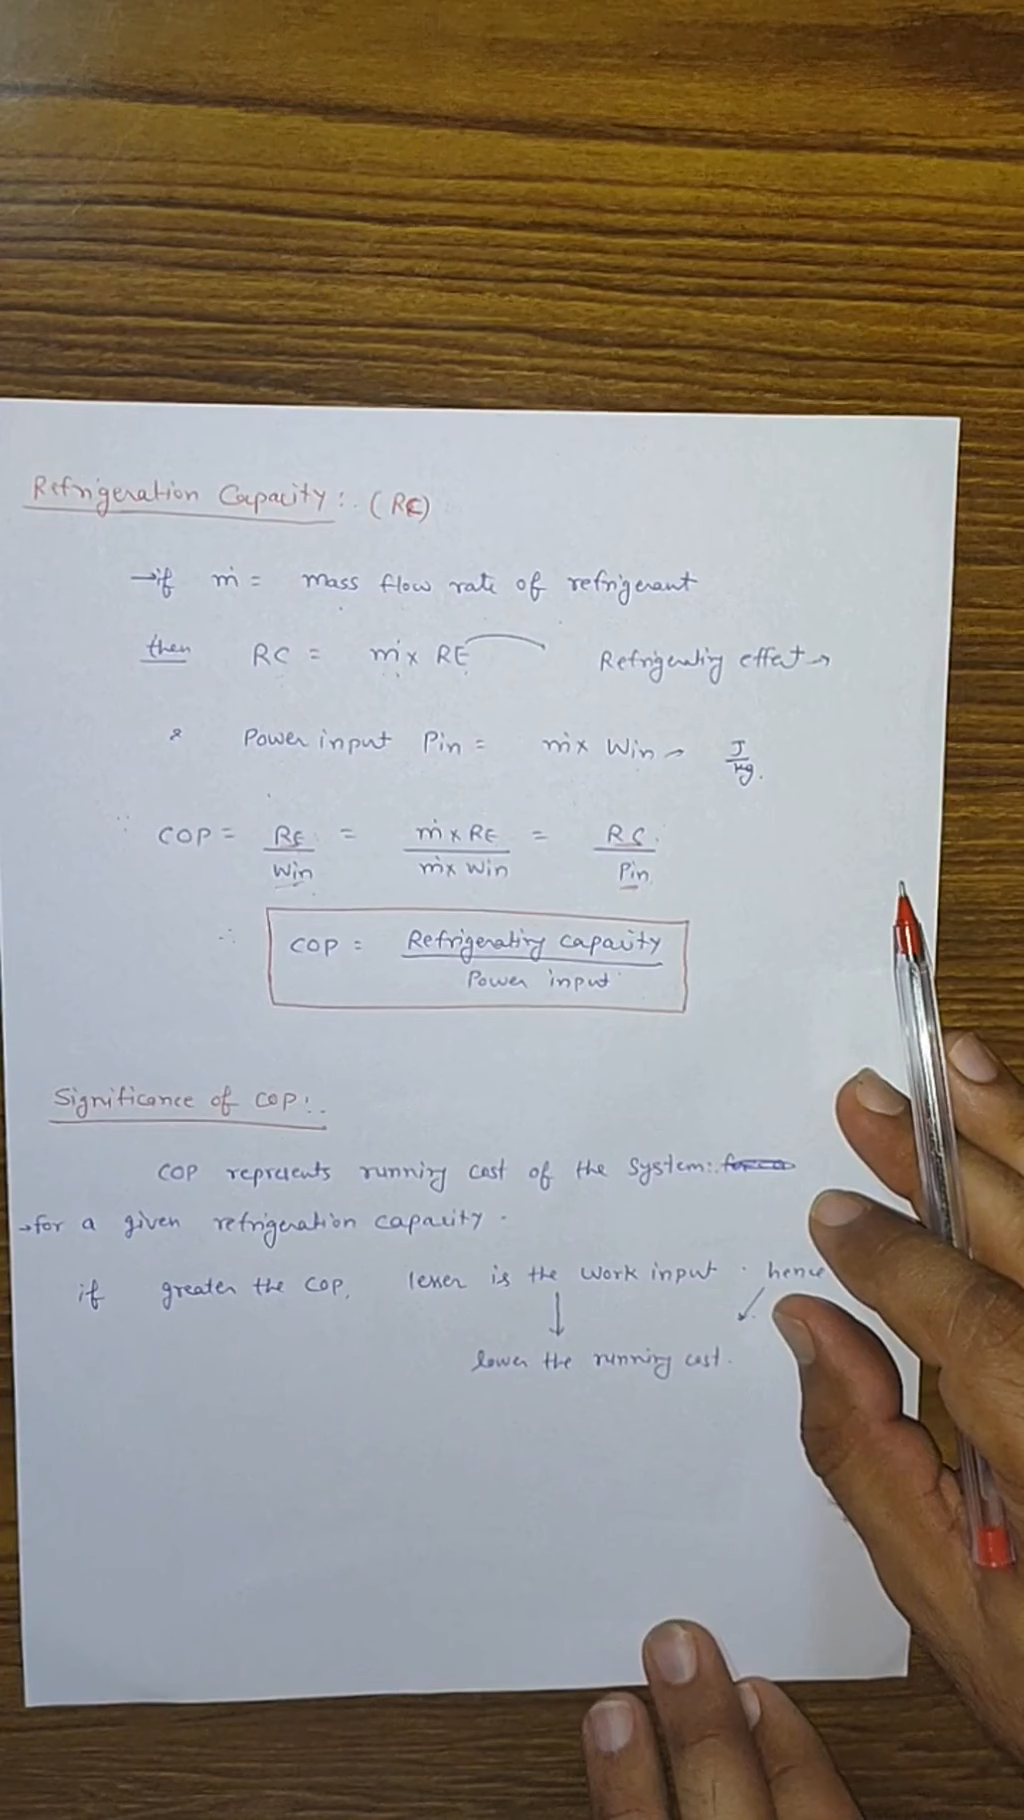 Refrigeration Capacity:. (RC)
→if ṁ = mass flow rate of refrigerant
then RC = ṁ x RE Refrigerating effect →
& Power input Pin = ṁ x Win → J/kg.
∵ COP = RE/Win = ṁ x RE/ṁ x Win = RC/Pin
∴ COP = Refrigerating capacity/Power input
Significance of COP:.
COP represents running cost of the system:.
→for a given refrigeration capacity.
if greater the COP, lesser is the work input. hence
↓ ↙
lower the running cost.